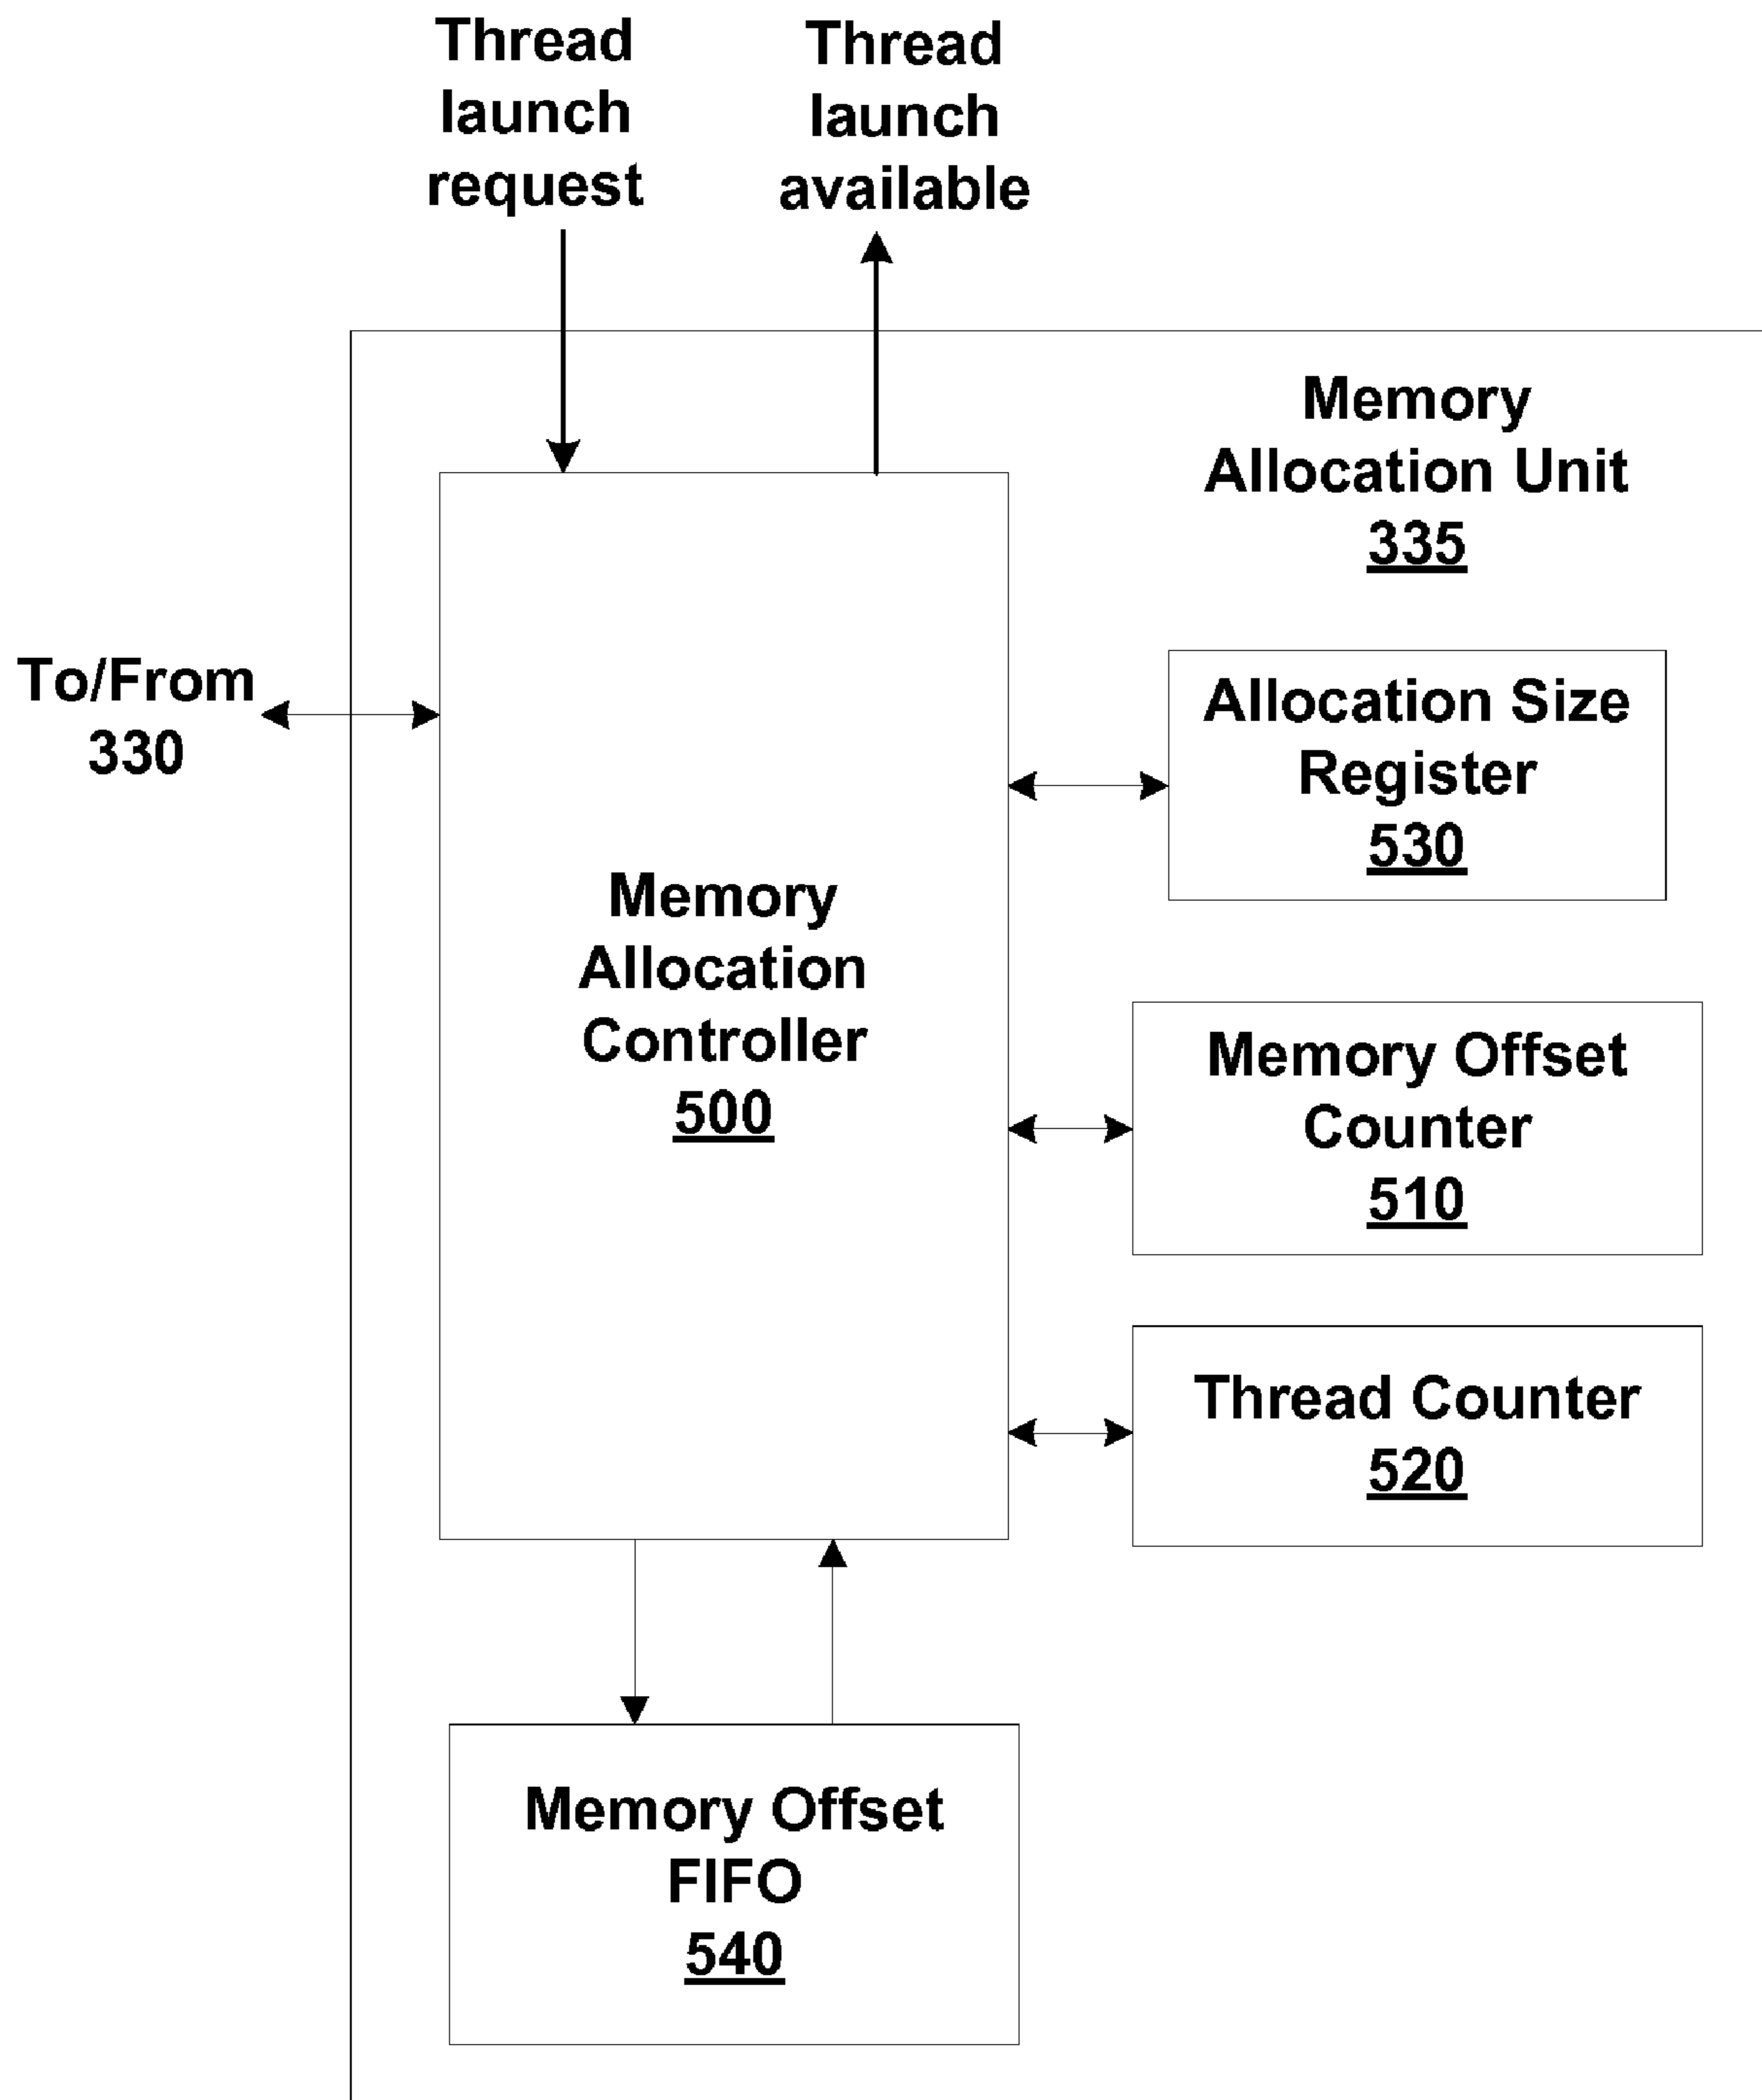 Thread
launch
request
Thread
launch
available
Memory
Allocation Unit
335
To/From
330
Allocation Size
Register
530
Memory
Allocation
Controller
500
Memory Offset
Counter
510
Thread Counter
520
Memory Offset
FIFO
540